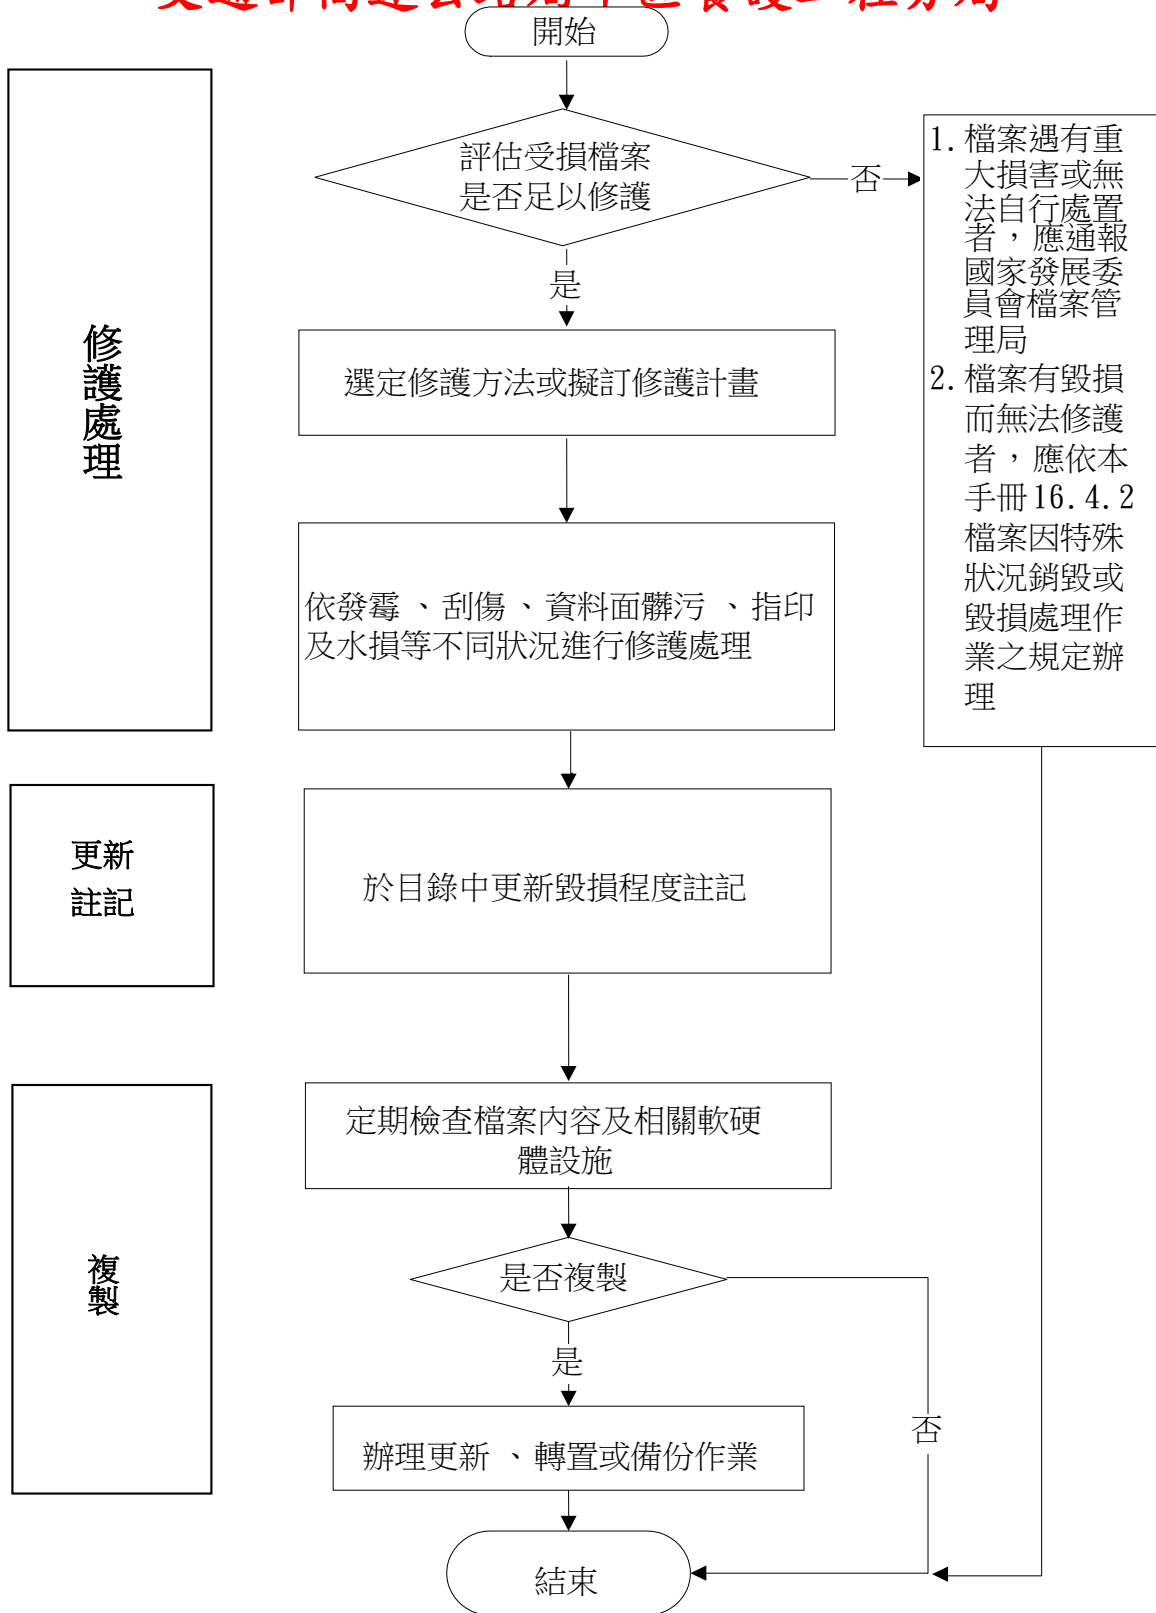 開始
評估受損檔案
是否足以修護
否
1. 檔案遇有重
大損害或無
法自行處置
者，應通報
國家發展委
員會檔案管
理局
2. 檔案有毀損
而無法修護
者，應依本
手冊16.4.2
檔案因特殊
狀況銷毀或
毀損處理作
業之規定辦
理
是
修護處理
選定修護方法或擬訂修護計畫
依發霉、刮傷、資料面髒污、指印
及水損等不同狀況進行修護處理
更新
註記
於目錄中更新毀損程度註記
複製
定期檢查檔案內容及相關軟硬
體設施
是否複製
是
否
辦理更新、轉置或備份作業
結束